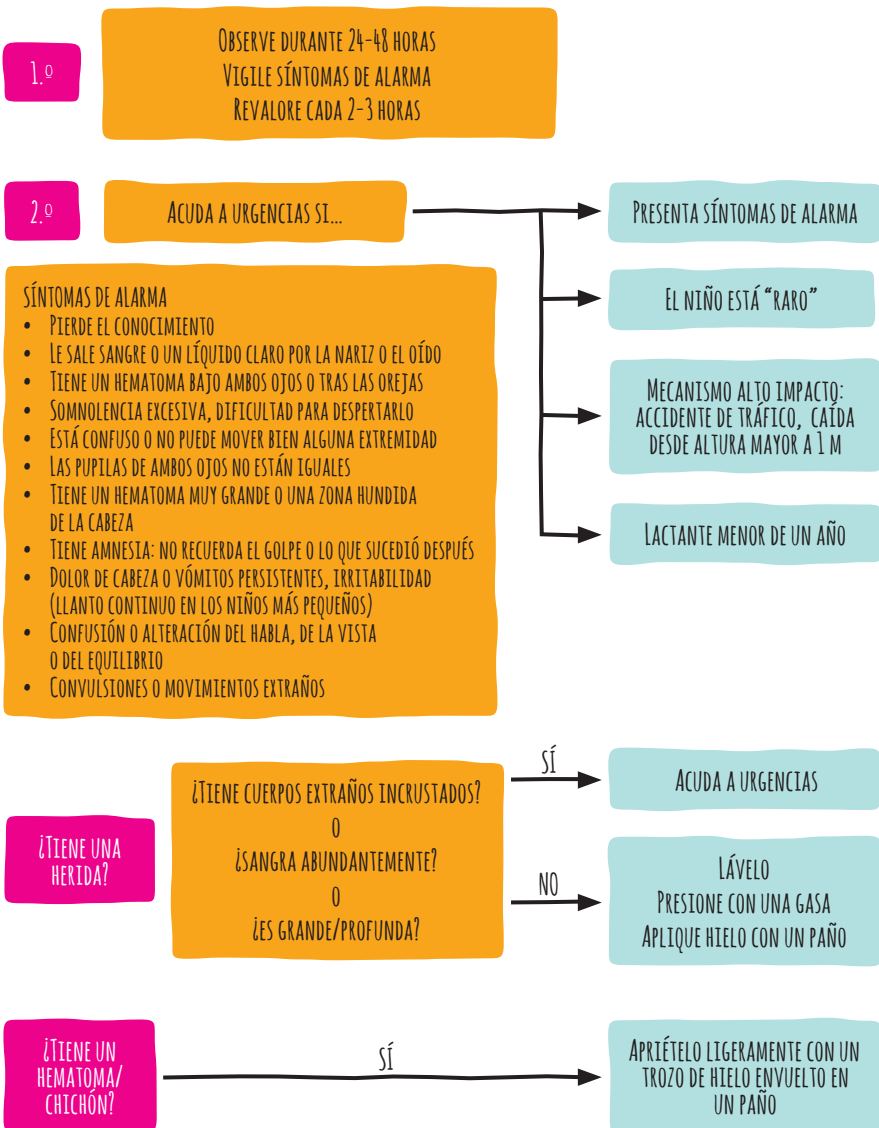 1.º
OBSERVE DURANTE 24-48 HORAS
VIGILE SÍNTOMAS DE ALARMA
REVALORE CADA 2-3 HORAS
2.º
ACUDA A URGENCIAS SI...
PRESENTA SÍNTOMAS DE ALARMA
EL NIÑO ESTÁ “RARO”
MECANISMO ALTO IMPACTO:
ACCIDENTE DE TRÁFICO, CAÍDA
DESDE ALTURA MAYOR A 1 M
LACTANTE MENOR DE UN AÑO
SÍNTOMAS DE ALARMA
• PIERDE EL CONOCIMIENTO
• LE SALE SANGRE O UN LÍQUIDO CLARO POR LA NARIZ O EL OÍDO
• TIENE UN HEMATOMA BAJO AMBOS OJOS O TRAS LAS OREJAS
• SOMNOLENCIA EXCESIVA, DIFICULTAD PARA DESPERTARLO
• ESTÁ CONFUSO O NO PUEDE MOVER BIEN ALGUNA EXTREMIDAD
• LAS PUPILAS DE AMBOS OJOS NO ESTÁN IGUALES
• TIENE UN HEMATOMA MUY GRANDE O UNA ZONA HUNDIDA
DE LA CABEZA
• TIENE AMNESIA: NO RECUERDA EL GOLPE O LO QUE SUCEDIÓ DESPUÉS
• DOLOR DE CABEZA O VÓMITOS PERSISTENTES, IRRITABILIDAD
(LLANTO CONTINUO EN LOS NIÑOS MÁS PEQUEÑOS)
• CONFUSIÓN O ALTERACIÓN DEL HABLA, DE LA VISTA
O DEL EQUILIBRIO
• CONVULSIONES O MOVIMIENTOS EXTRAÑOS
¿TIENE UNA
HERIDA?
¿TIENE CUERPOS EXTRAÑOS INCRUSTADOS?
O
¿SANGRA ABUNDANTEMENTE?
O
¿ES GRANDE/PROFUNDA?
SÍ
ACUDA A URGENCIAS
NO
LÁVELO
PRESIONE CON UNA GASA
APLIQUE HIELO CON UN PAÑO
¿TIENE UN
HEMATOMA/
CHICHÓN?
SÍ
APRIÉTELO LIGERAMENTE CON UN
TROZO DE HIELO ENVUELTO EN
UN PAÑO